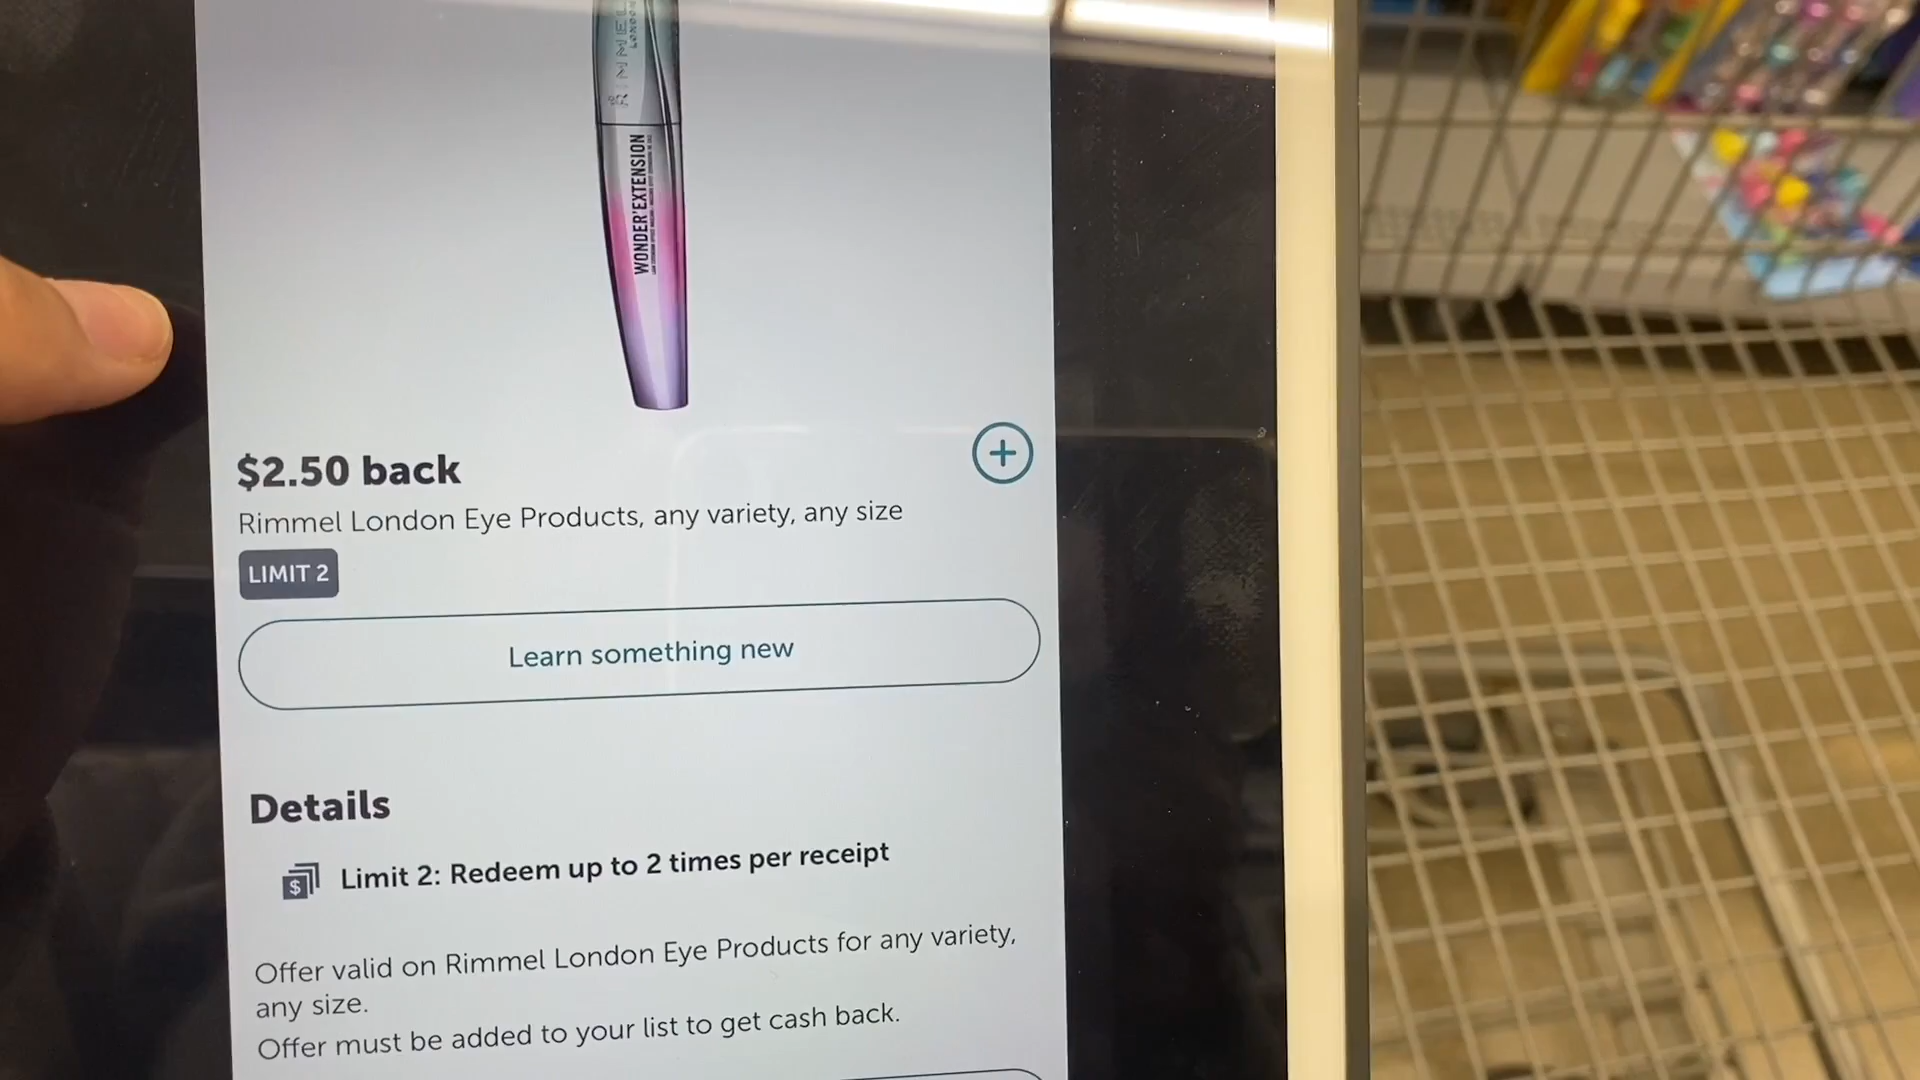 RIMMEL
LONDON
WONDER'EXTENSION
$2.50 back
Rimmel London Eye Products, any variety, any size
LIMIT 2
Learn something new
Details
$
Limit 2: Redeem up to 2 times per receipt
Offer valid on Rimmel London Eye Products for any variety,
any size.
Offer must be added to your list to get cash back.